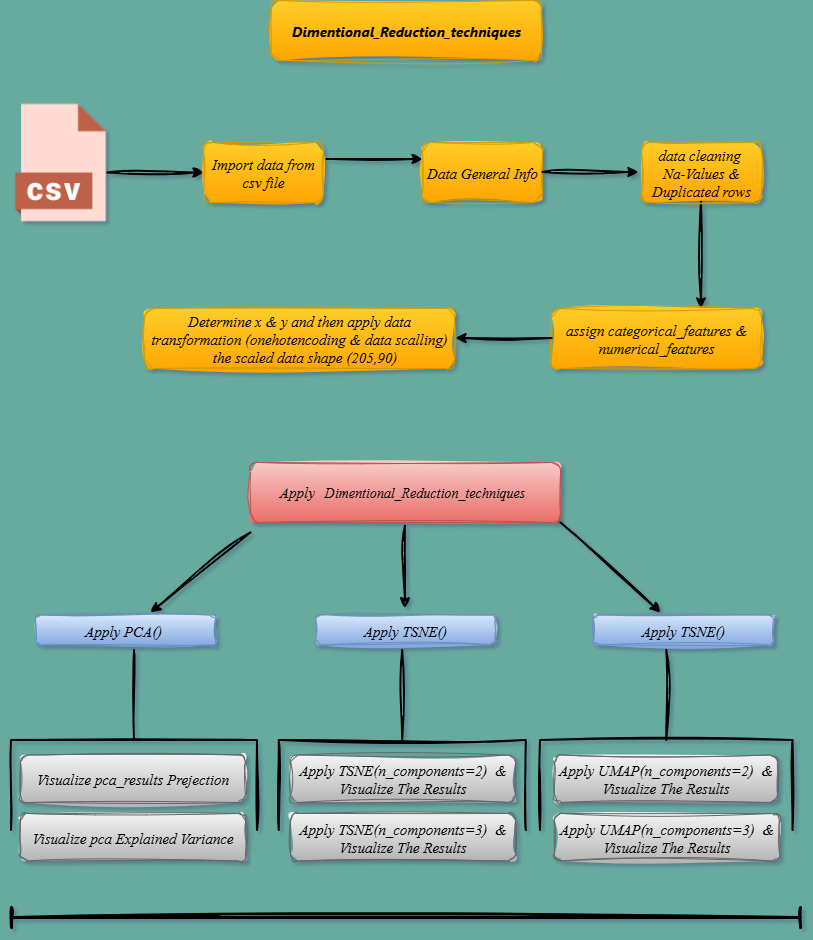 Dimentional_Reduction_techniques
CSV
Import data from
csv file
Data General Info
data cleaning
Na-Values &
Duplicated rows
assign categorical_features &
numerical_features
Determine x & y and then apply data
transformation (onehotencoding & data scalling)
the scaled data shape (205,90)
Apply Dimentional_Reduction_techniques
Apply PCA()
Apply TSNE()
Apply TSNE()
Visualize pca_results Prejection
Visualize pca Explained Variance
Apply TSNE(n_components=2) &
Visualize The Results
Apply TSNE(n_components=3) &
Visualize The Results
Apply UMAP(n_components=2) &
Visualize The Results
Apply UMAP(n_components=3) &
Visualize The Results